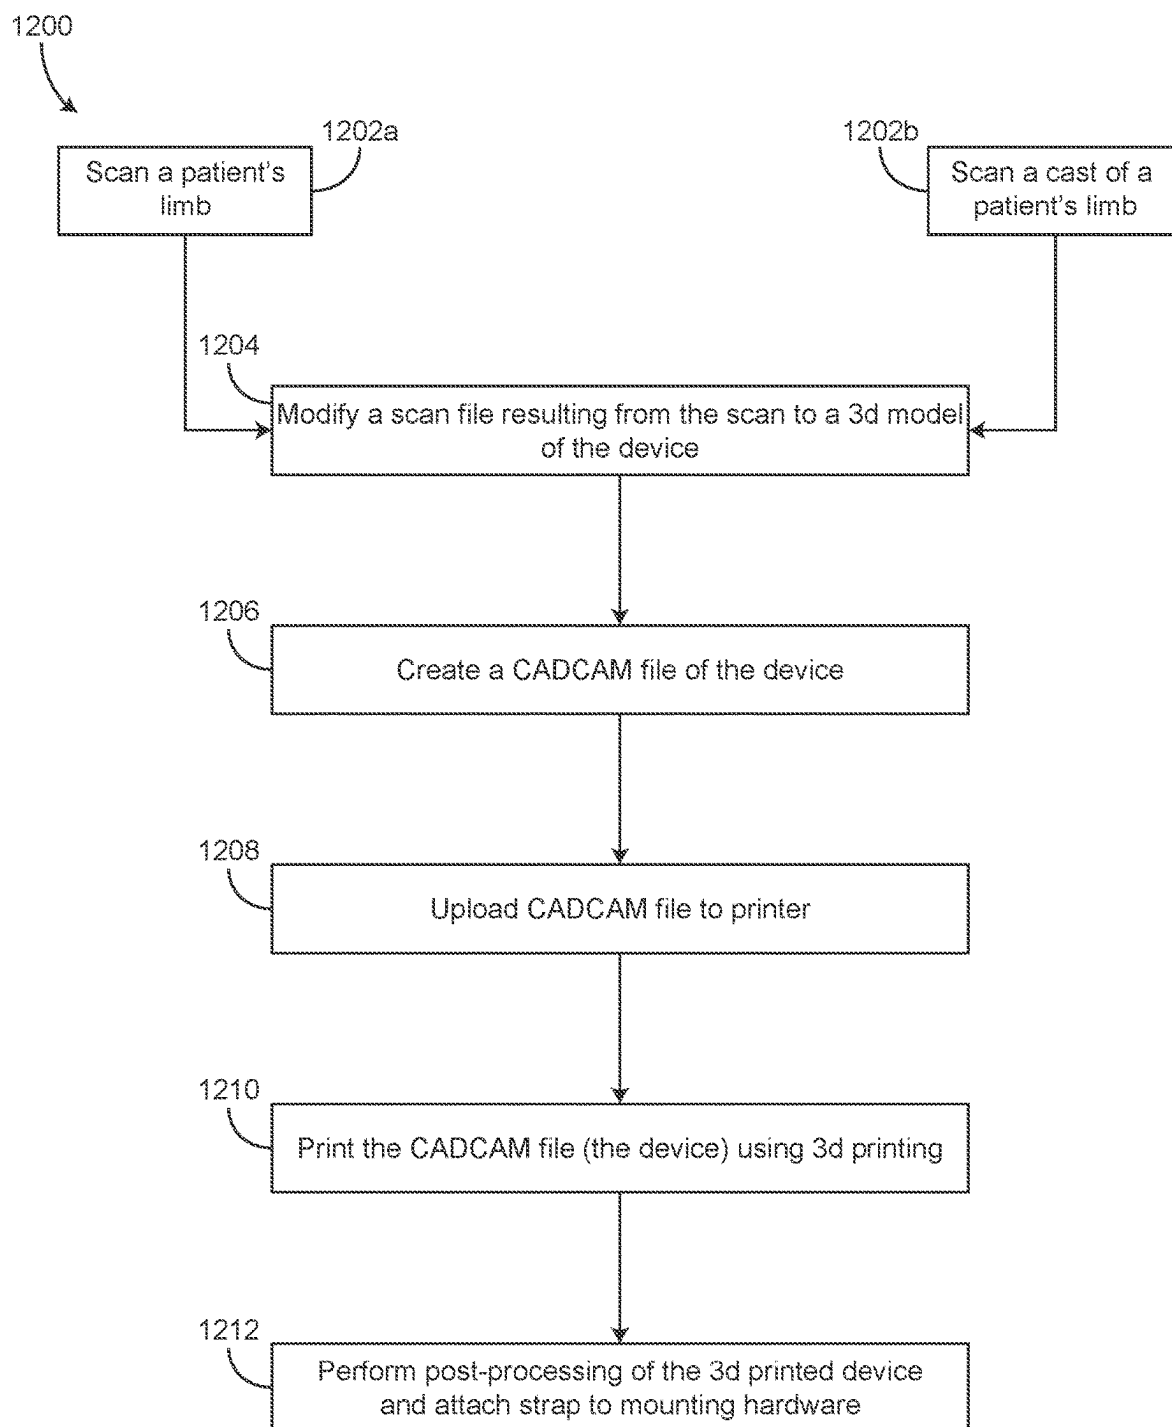 1200
1202a
Scan a patient's
limb
1202b
Scan a cast of a
patient's limb
1204
Modify a scan file resulting from the scan to a 3d model
of the device
1206
Create a CADCAM file of the device
1208
Upload CADCAM file to printer
1210
Print the CADCAM file (the device) using 3d printing
1212
Perform post-processing of the 3d printed device
and attach strap to mounting hardware